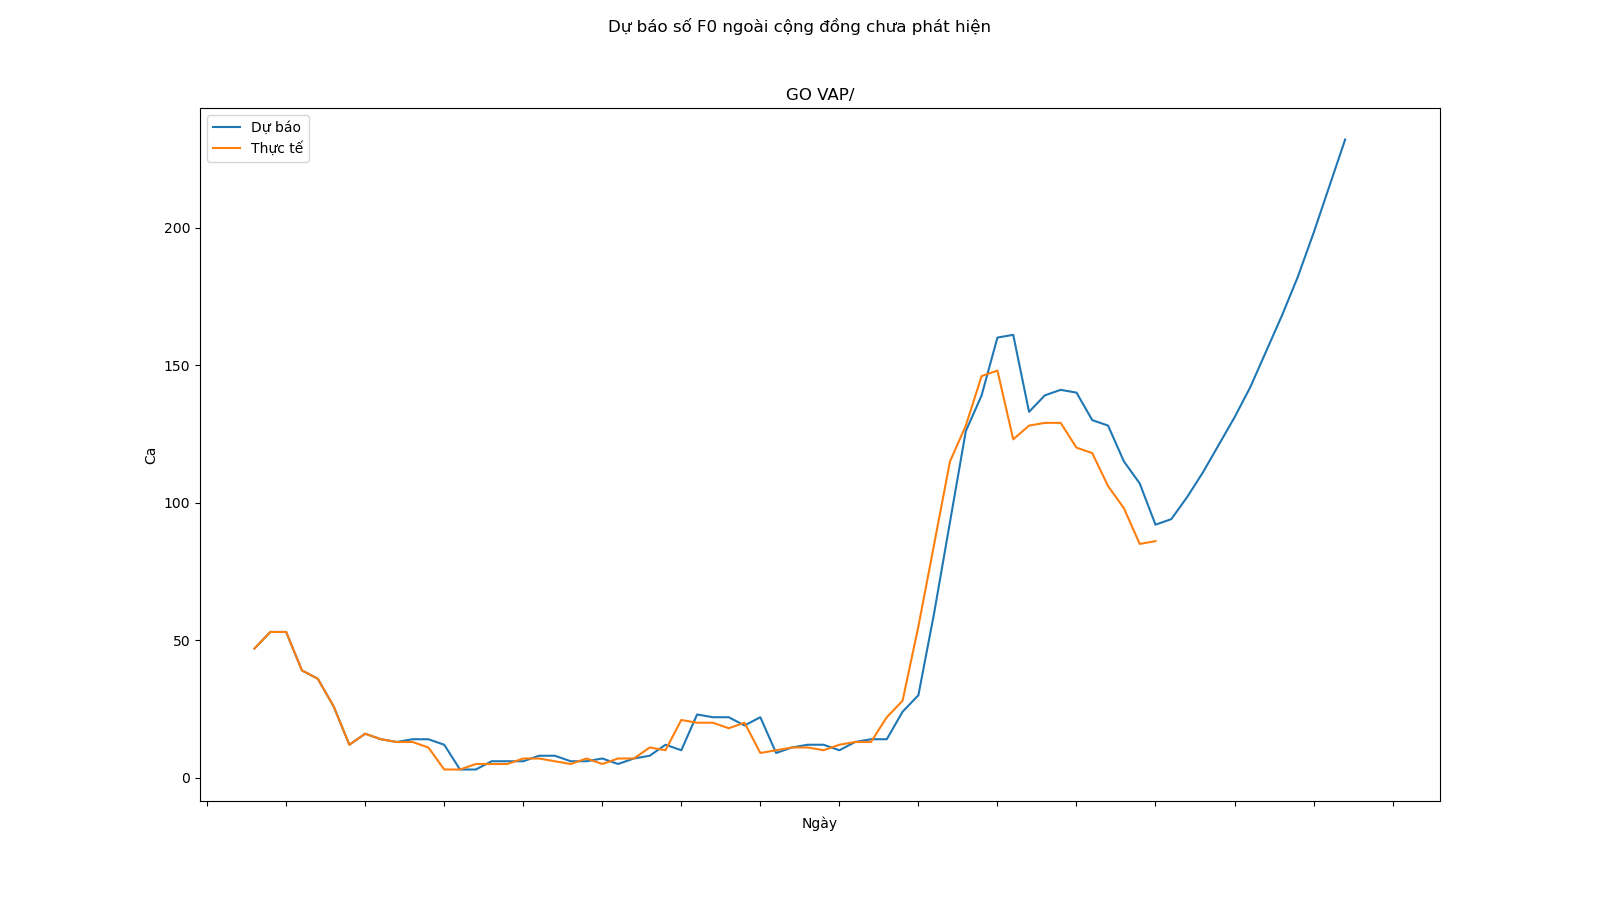 Dự báo số F0 ngoài cộng đồng chưa phát hiện
GO VAP/
Dự báo
Thực tế
200
150
100
50
0
Ca
Ngày